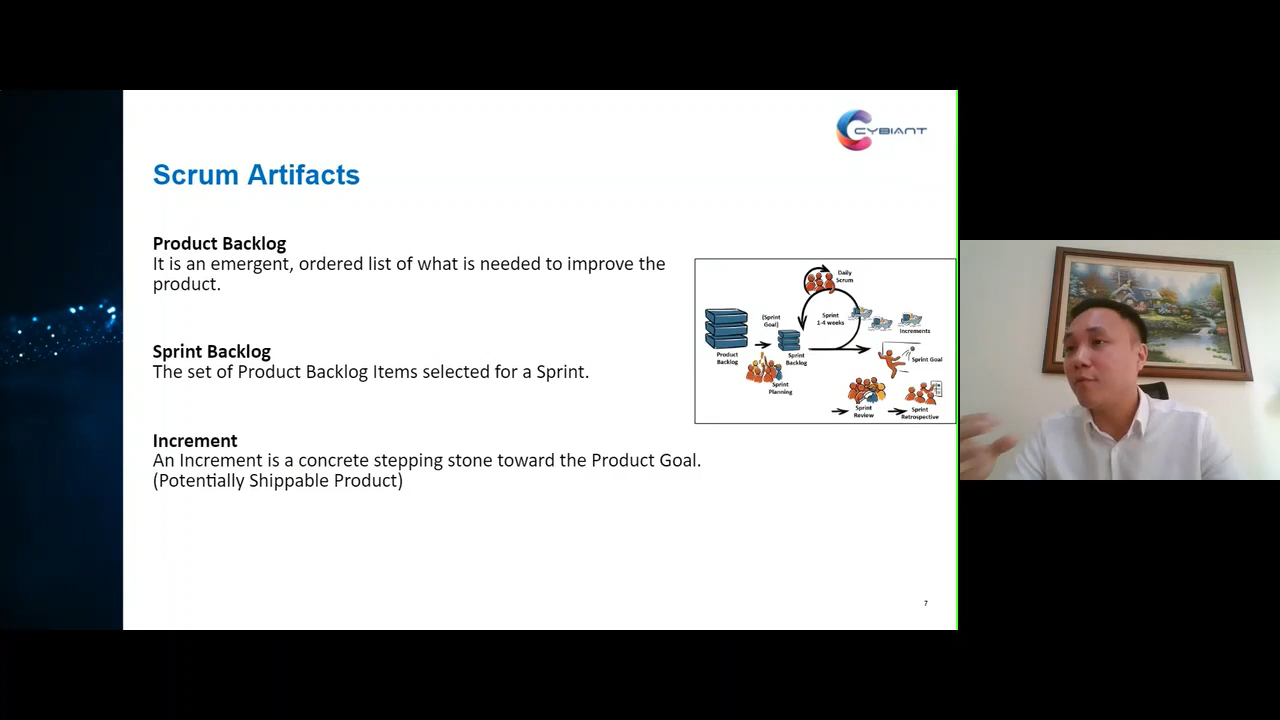 CYBIANT
Scrum Artifacts
Product Backlog
It is an emergent, ordered list of what is needed to improve the
product.
Sprint Backlog
The set of Product Backlog Items selected for a Sprint.
Increment
An Increment is a concrete stepping stone toward the Product Goal.
(Potentially Shippable Product)
Daily
Scrum
(Sprint
Goal)
Sprint
1-4 weeks
Increments
Product
Backlog
Sprint
Backlog
Sprint Goal
Sprint
Planning
Sprint
Review
Sprint
Retrospective
7